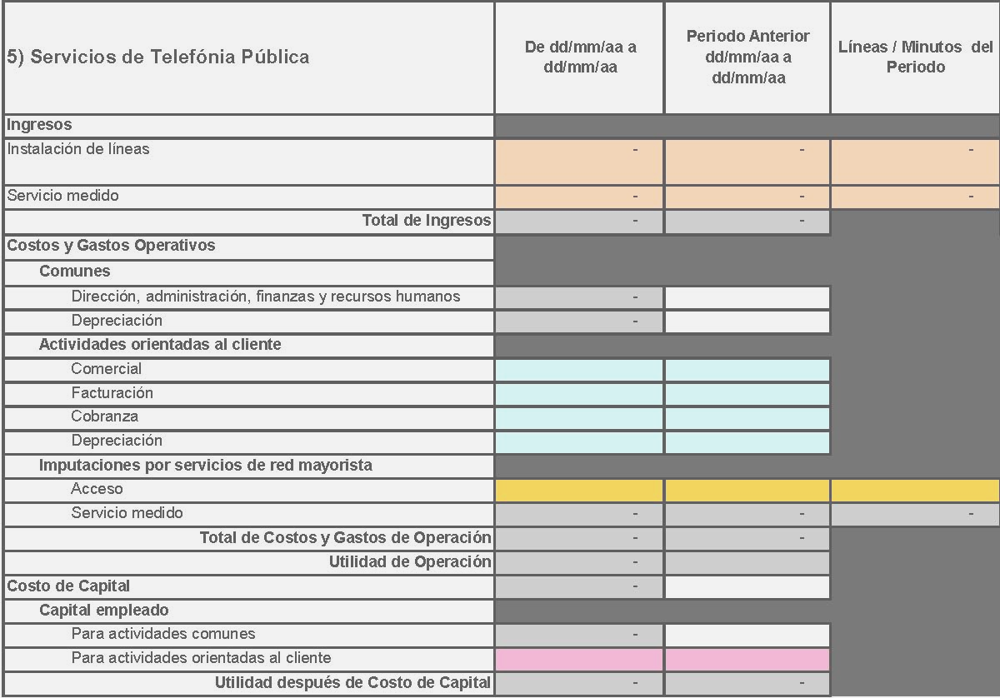 5) Servicios de Telefónia Pública
De dd/mm/aa a
dd/mm/aa
Periodo Anterior
dd/mm/aa a
dd/mm/aa
Líneas / Minutos del
Periodo
Ingresos
Instalación de líneas - - -
Servicio medido - - -
Total de Ingresos - -
Costos y Gastos Operativos
Comunes
Dirección, administración, finanzas y recursos humanos -
Depreciación -
Actividades orientadas al cliente
Comercial
Facturación
Cobranza
Depreciación
Imputaciones por servicios de red mayorista
Acceso
Servicio medido - - -
Total de Costos y Gastos de Operación - -
Utilidad de Operación -
Costo de Capital -
Capital empleado
Para actividades comunes -
Para actividades orientadas al cliente
Utilidad después de Costo de Capital - -